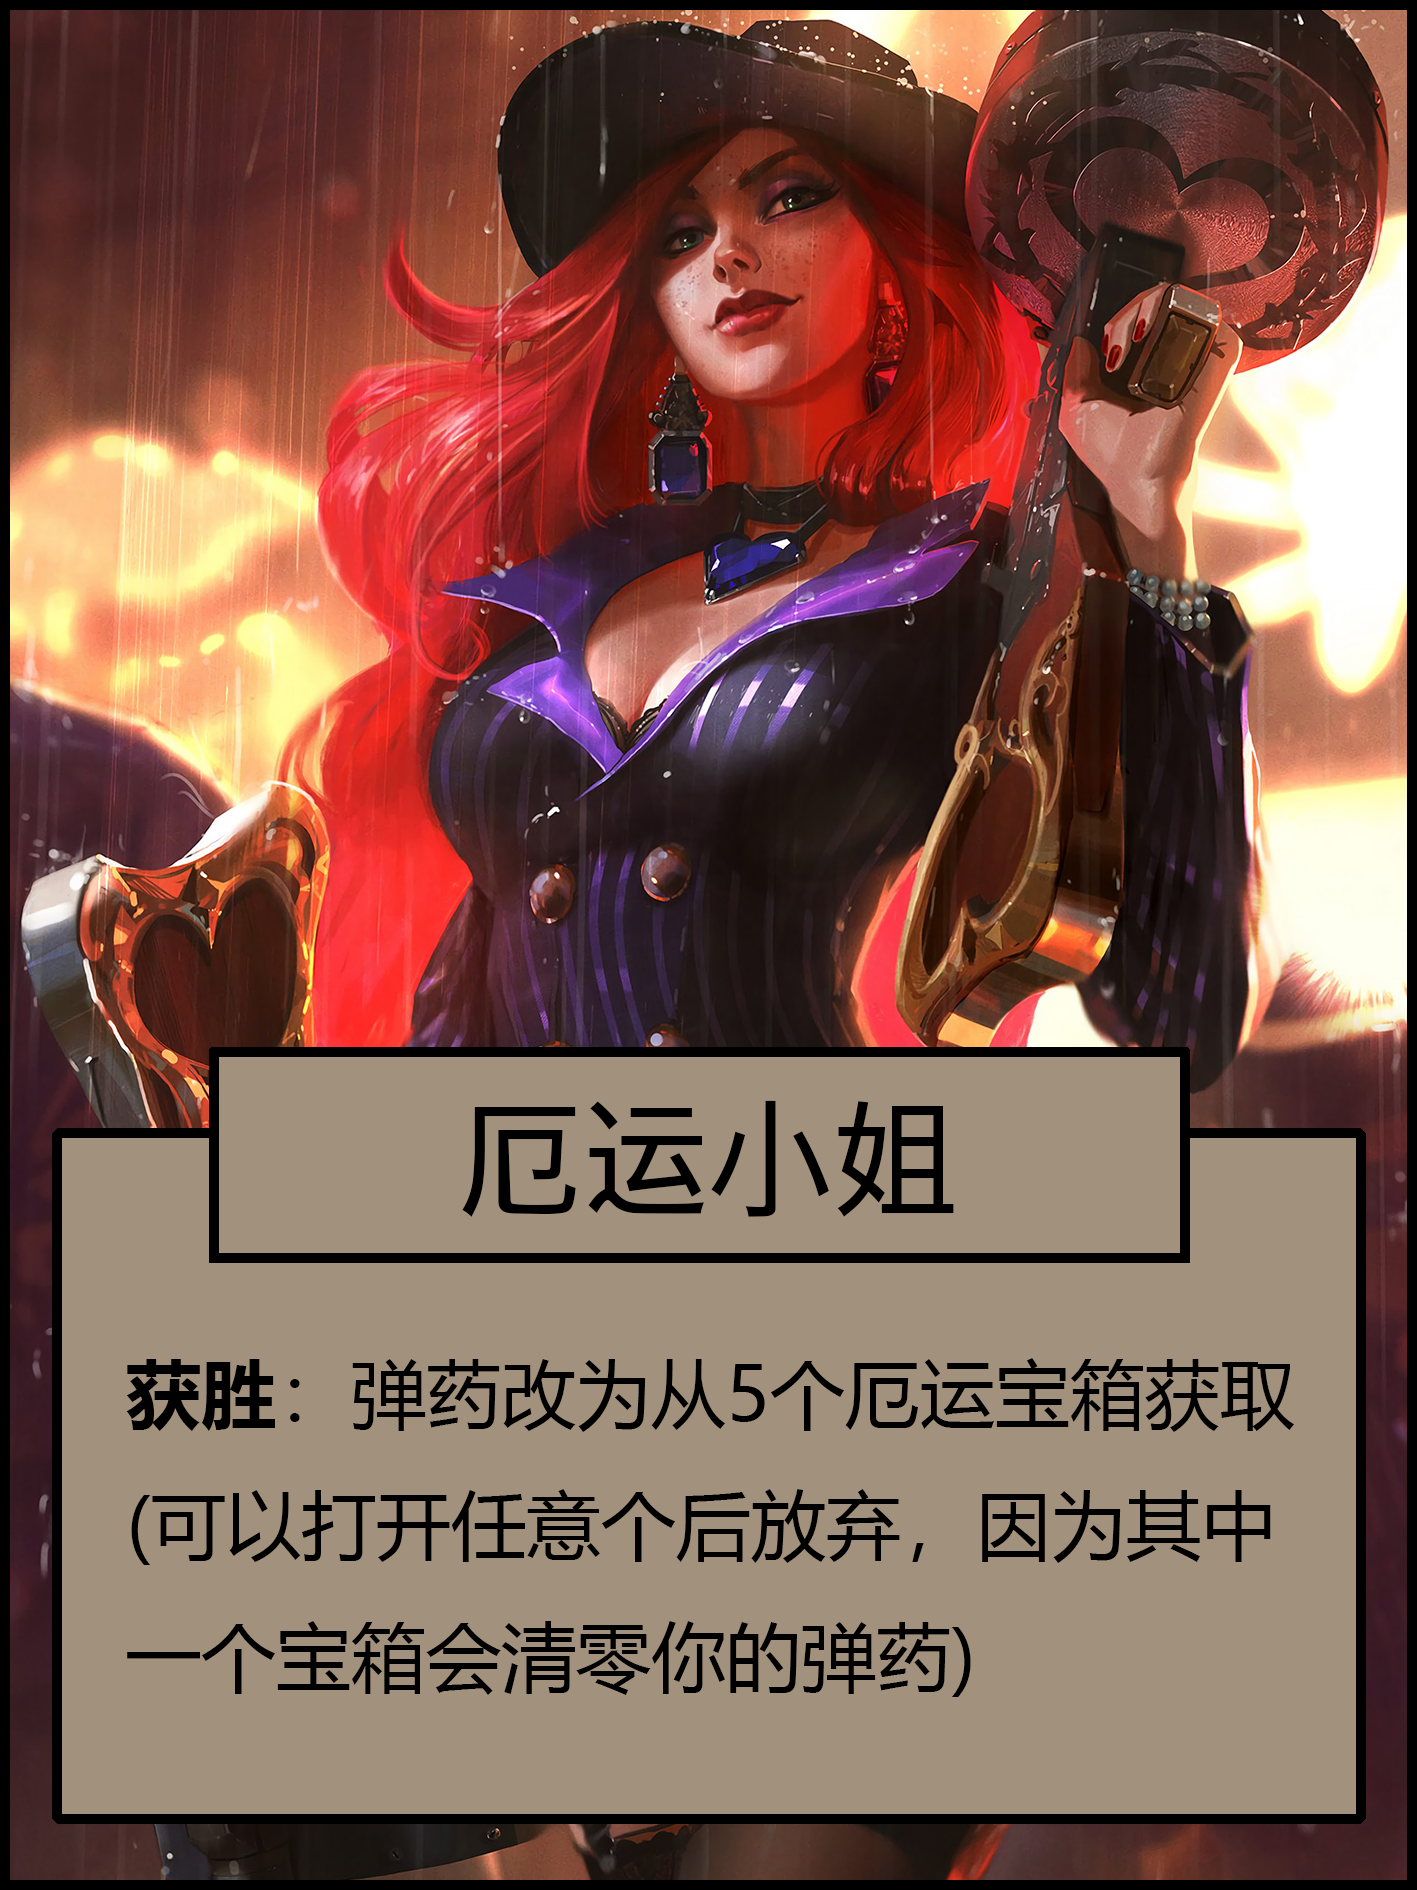 厄运小姐
获胜：弹药改为从5个厄运宝箱获取
(可以打开任意个后放弃，因为其中
一个宝箱会清零你的弹药)